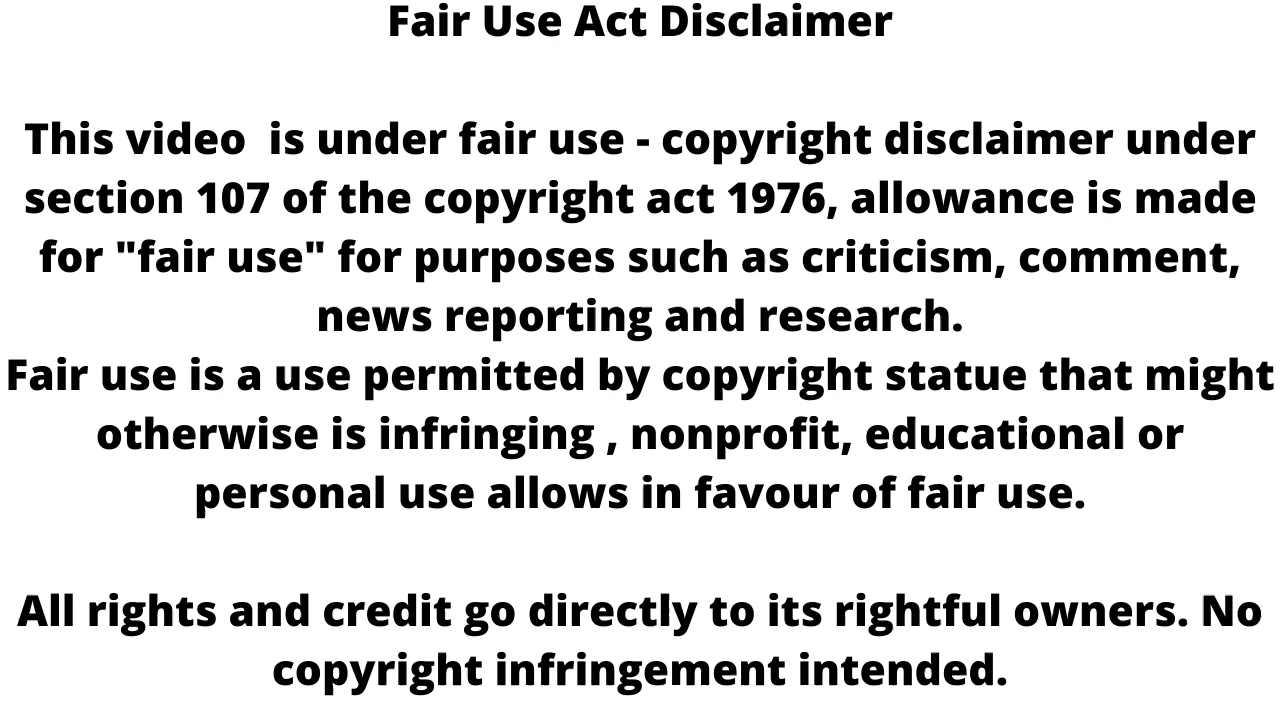 Fair Use Act Disclaimer
This video  is under fair use - copyright disclaimer under
section 107 of the copyright act 1976, allowance is made
for "fair use" for purposes such as criticism, comment,
news reporting and research.
Fair use is a use permitted by copyright statue that might
otherwise is infringing , nonprofit, educational or
personal use allows in favour of fair use.
All rights and credit go directly to its rightful owners. No
copyright infringement intended.